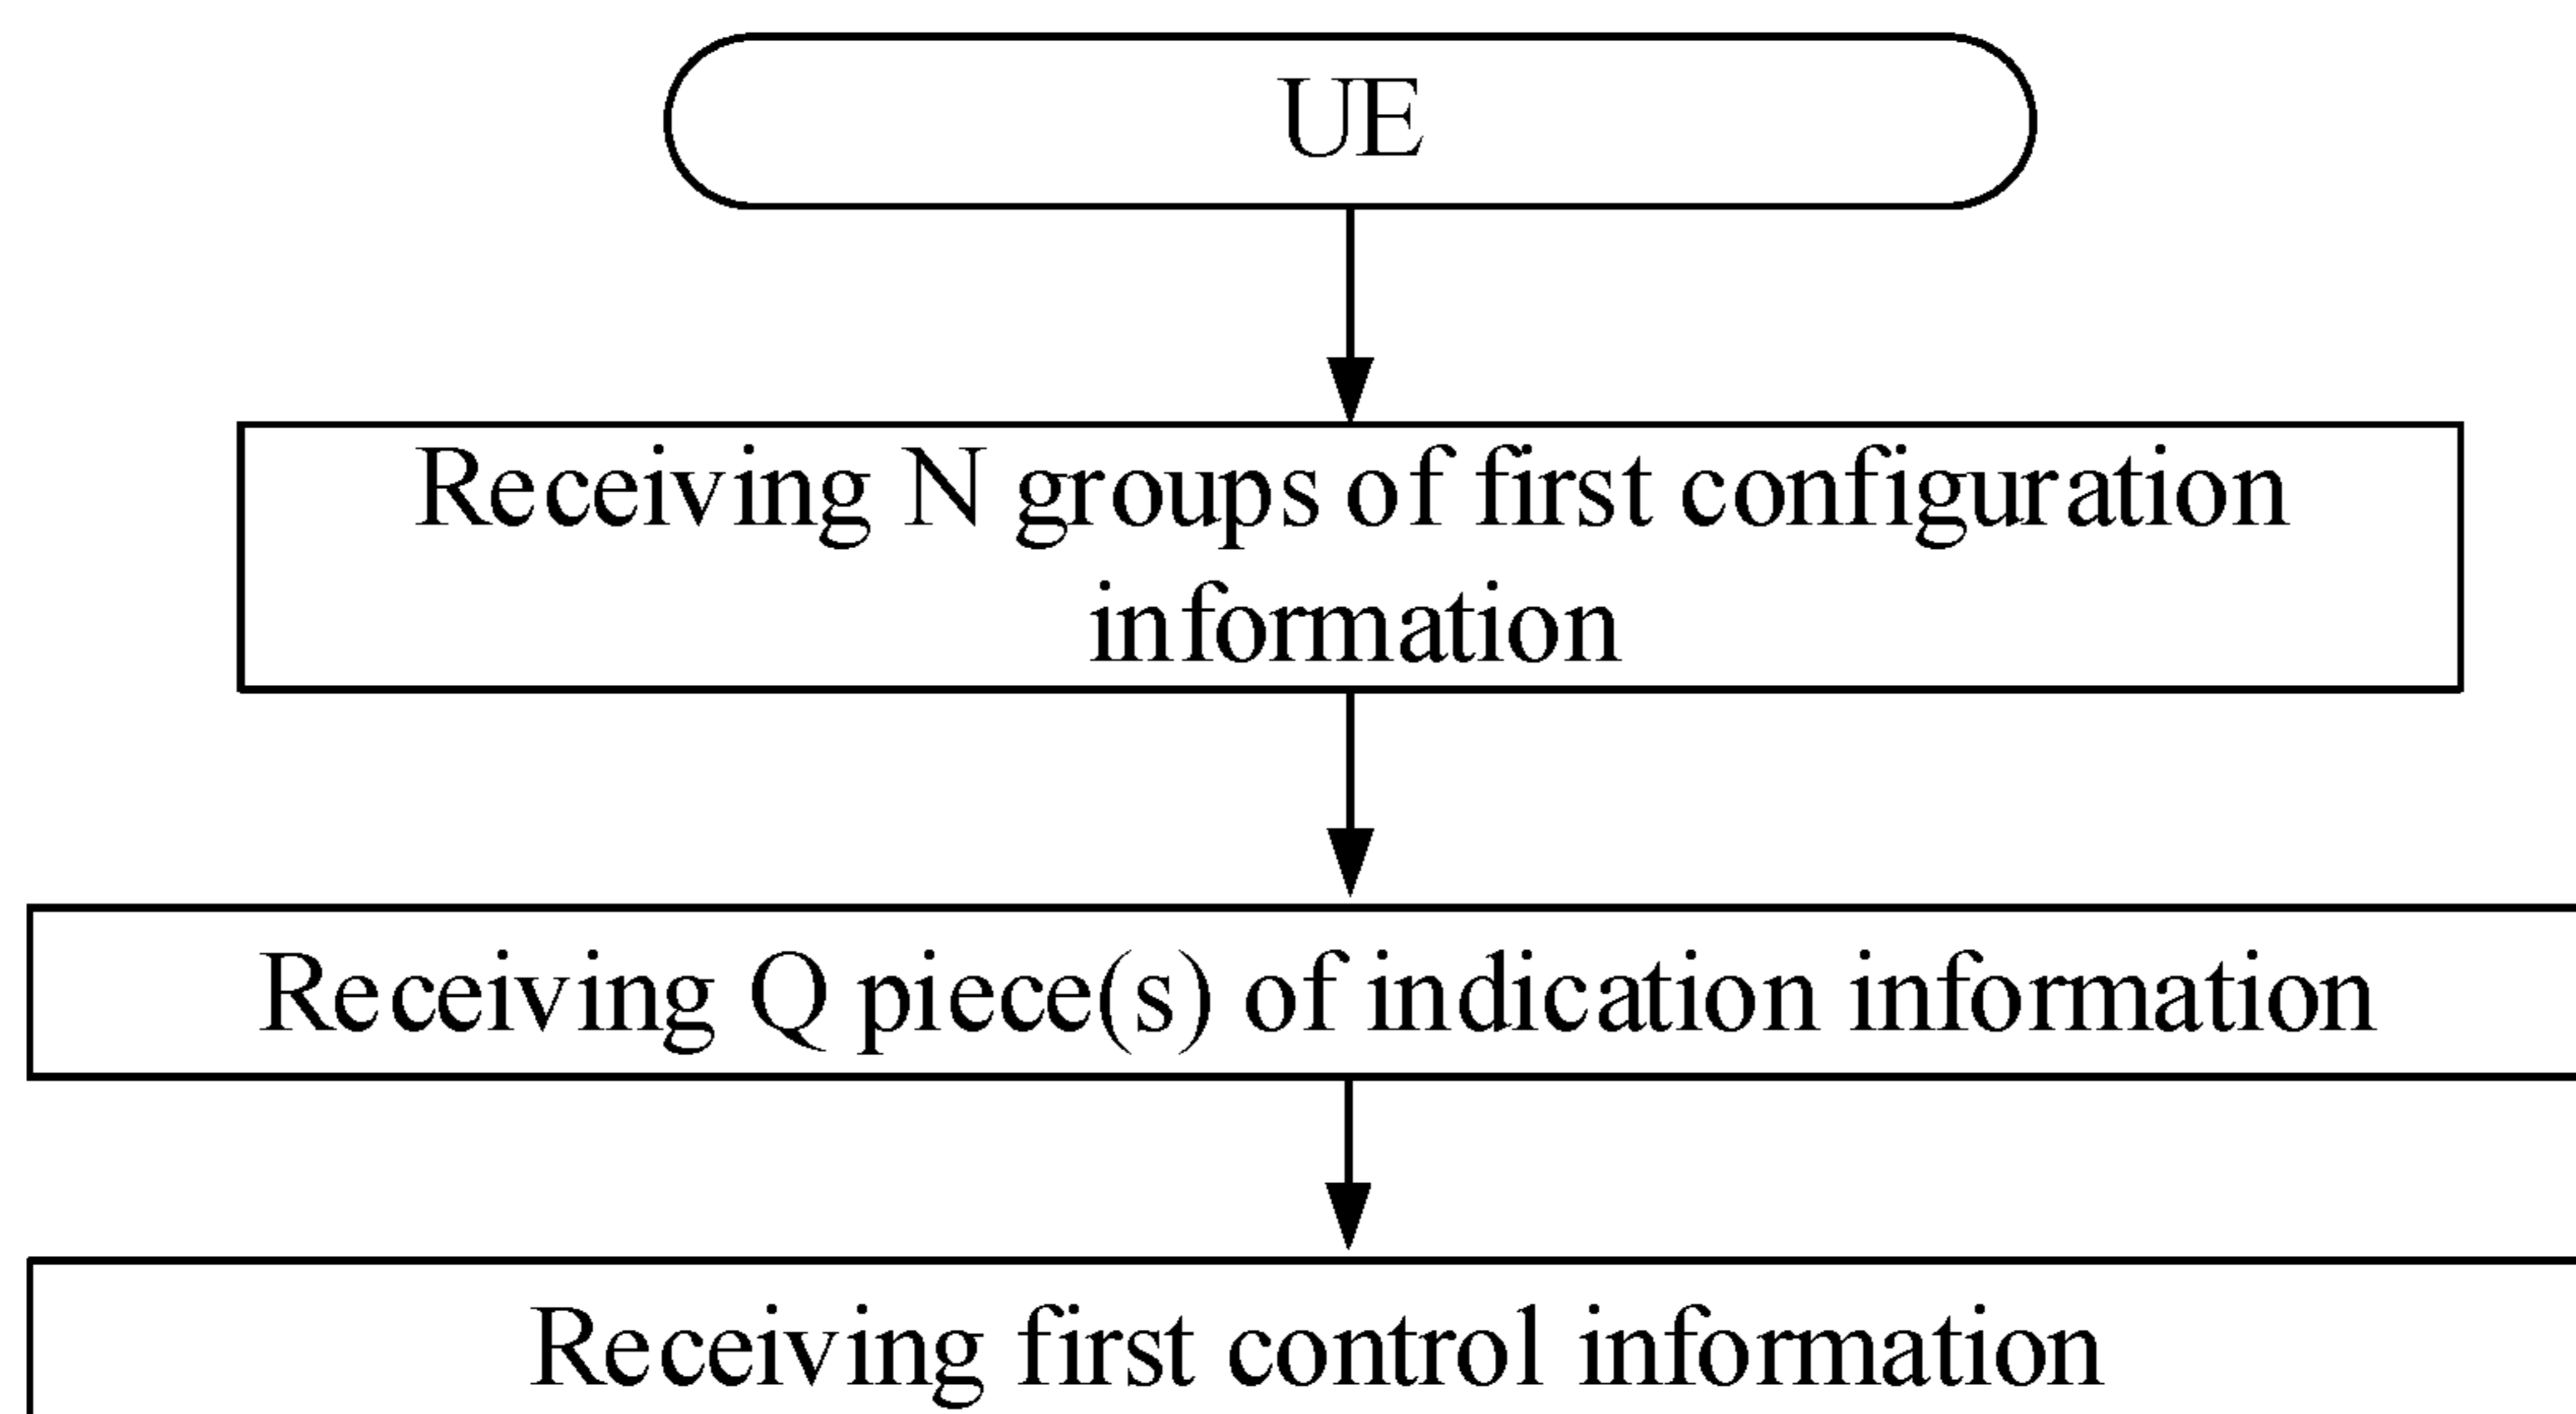 UE
Receiving N groups of first configuration
information
Receiving Q piece(s) of indication information
Receiving first control information